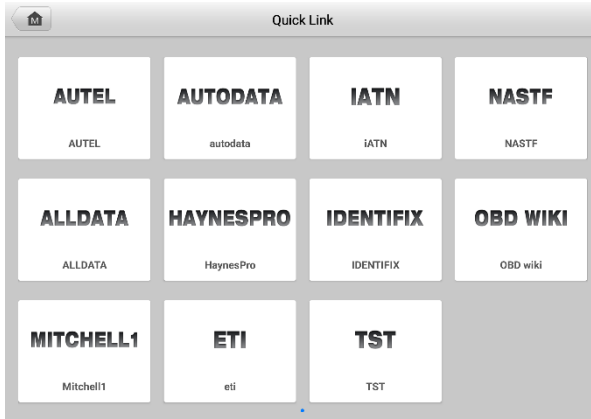 M
Quick Link
AUTEL
AUTEL
AUTODATA
autodata
IATN
iATN
NASTF
NASTF
ALLDATA
ALLDATA
HAYNESPRO
HaynesPro
IDENTIFIX
IDENTIFIX
OBD WIKI
OBD wiki
MITCHELL1
Mitchell1
ETI
eti
TST
TST